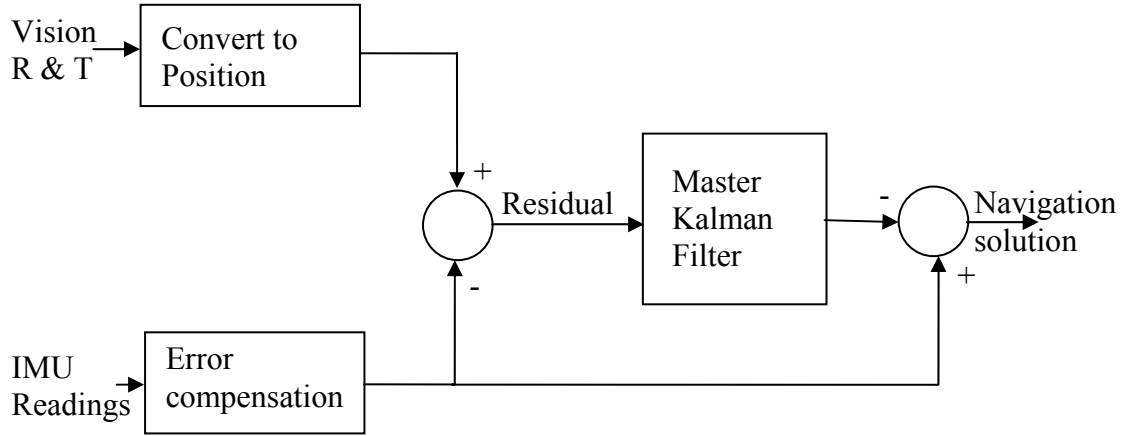 Vision
R & T
Convert to
Position
+
Residual
-
Master
Kalman
Filter
-
+
Navigation
solution
IMU
Readings
Error
compensation